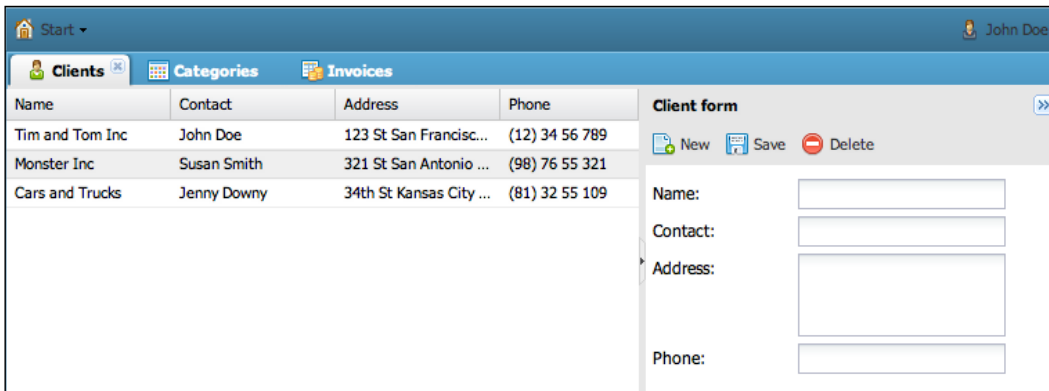 Start John Doe
Clients Categories Invoices
Name Contact Address Phone
Tim and Tom Inc John Doe 123 St San Francisc... (12) 34 56 789
Monster Inc Susan Smith 321 St San Antonio ... (98) 76 55 321
Cars and Trucks Jenny Downy 34th St Kansas City ... (81) 32 55 109
Client form
New Save Delete
Name:
Contact:
Address:
Phone: